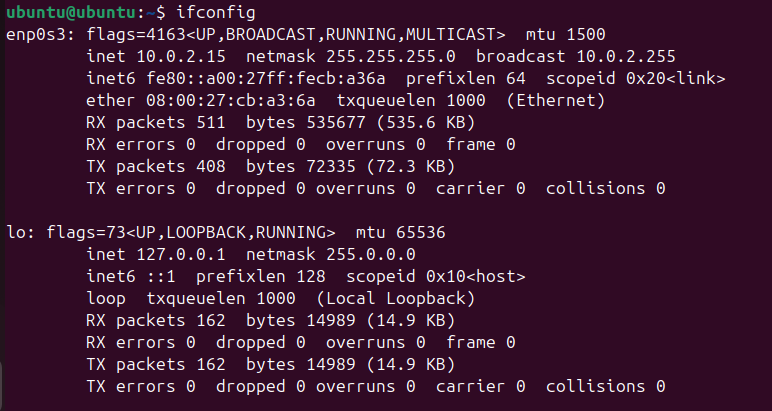 ubuntu@ubuntu:~$ ifconfig
enp0s3: flags=4163<UP,BROADCAST,RUNNING,MULTICAST>  mtu 1500
        inet 10.0.2.15  netmask 255.255.255.0  broadcast 10.0.2.255
        inet6 fe80::a00:27ff:fecb:a36a  prefixlen 64  scopeid 0x20<link>
        ether 08:00:27:cb:a3:6a  txqueuelen 1000  (Ethernet)
        RX packets 511  bytes 535677 (535.6 KB)
        RX errors 0  dropped 0  overruns 0  frame 0
        TX packets 408  bytes 72335 (72.3 KB)
        TX errors 0  dropped 0 overruns 0  carrier 0  collisions 0

lo: flags=73<UP,LOOPBACK,RUNNING>  mtu 65536
        inet 127.0.0.1  netmask 255.0.0.0
        inet6 ::1  prefixlen 128  scopeid 0x10<host>
        loop  txqueuelen 1000  (Local Loopback)
        RX packets 162  bytes 14989 (14.9 KB)
        RX errors 0  dropped 0  overruns 0  frame 0
        TX packets 162  bytes 14989 (14.9 KB)
        TX errors 0  dropped 0 overruns 0  carrier 0  collisions 0